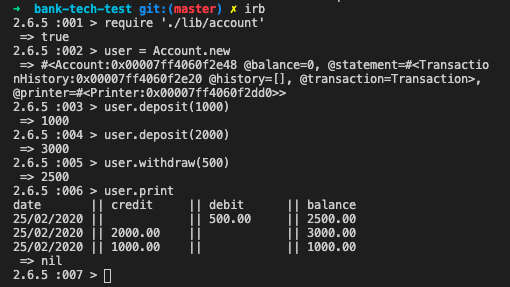 ➜  bank-tech-test git:(master) ✗ irb
2.6.5 :001 > require './lib/account'
 => true
2.6.5 :002 > user = Account.new
 => #<Account:0x00007ff4060f2e48 @balance=0, @statement=#<Transactio
nHistory:0x00007ff4060f2e20 @history=[], @transaction=Transaction>,
@printer=#<Printer:0x00007ff4060f2dd0>>
2.6.5 :003 > user.deposit(1000)
 => 1000
2.6.5 :004 > user.deposit(2000)
 => 3000
2.6.5 :005 > user.withdraw(500)
 => 2500
2.6.5 :006 > user.print
date       || credit     || debit      || balance
25/02/2020 ||            || 500.00     || 2500.00
25/02/2020 || 2000.00    ||            || 3000.00
25/02/2020 || 1000.00    ||            || 1000.00
 => nil
2.6.5 :007 >